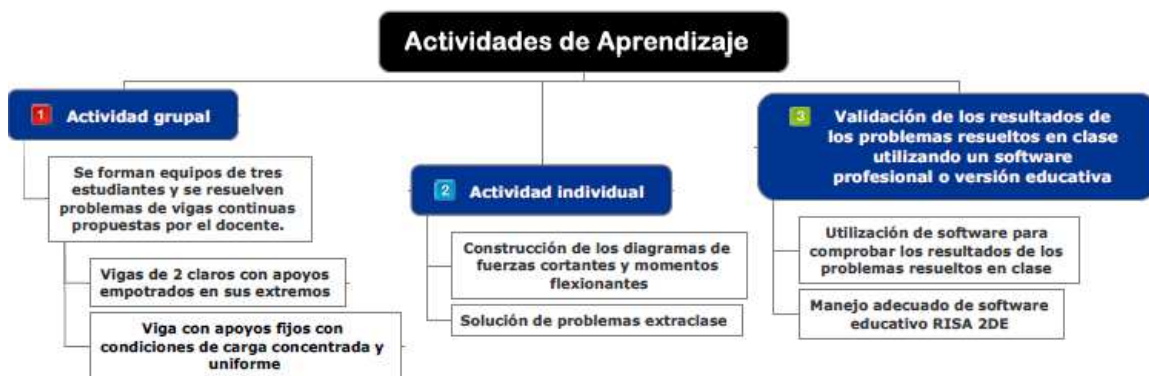 Actividades de Aprendizaje
1 Actividad grupal
Se forman equipos de tres
estudiantes y se resuelven
problemas de vigas continuas
propuestas por el docente.
Vigas de 2 claros con apoyos
empotrados en sus extremos
Viga con apoyos fijos con
condiciones de carga concentrada y
uniforme
2 Actividad individual
Construcción de los diagramas de
fuerzas cortantes y momentos
flexionantes
Solución de problemas extraclase
3 Validación de los resultados de
los problemas resueltos en clase
utilizando un software
profesional o versión educativa
Utilización de software para
comprobar los resultados de los
problemas resueltos en clase
Manejo adecuado de software
educativo RISA 2DE